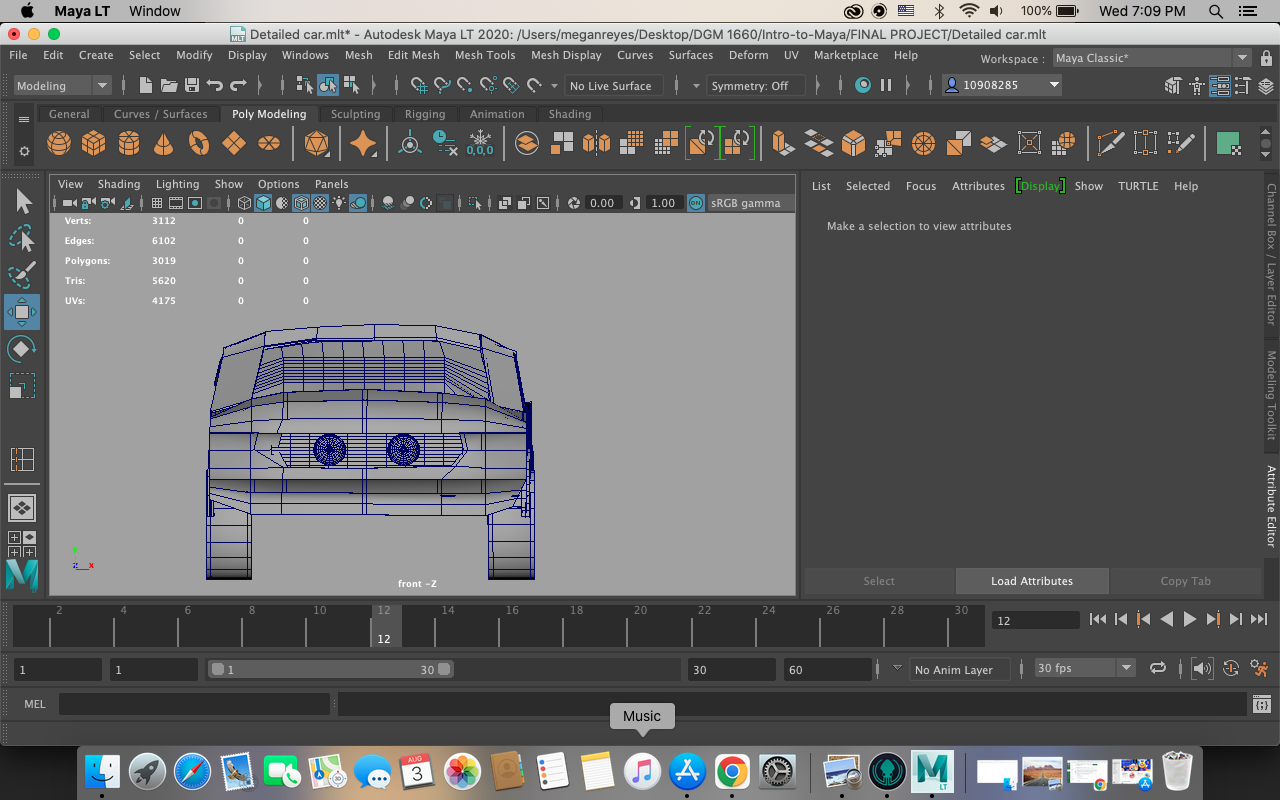 Maya LT Window 100% Wed 7:09 PM
MLT Detailed car.mlt* - Autodesk Maya LT 2020: /Users/meganreyes/Desktop/DGM 1660/Intro-to-Maya/FINAL PROJECT/Detailed car.mlt
File Edit Create Select Modify Display Windows Mesh Edit Mesh Mesh Tools Mesh Display Curves Surfaces Deform UV Marketplace Help Workspace : Maya Classic*
Modeling No Live Surface Symmetry: Off 10908285
General Curves / Surfaces Poly Modeling Sculpting Rigging Animation Shading
0,0,0
View Shading Lighting Show Options Panels
List Selected Focus Attributes Display Show TURTLE Help
0.00 1.00 ON sRGB gamma
Make a selection to view attributes
Verts: 3112 0 0
Edges: 6102 0 0
Polygons: 3019 0 0
Tris: 5620 0 0
UVs: 4175 0 0
Channel Box / Layer Editor
Modeling Toolkit
Attribute Editor
Y
Z X
front -Z
Select Load Attributes Copy Tab
2 4 6 8 10 12 14 16 18 20 22 24 26 28 30
12
12
1 1 1 30 30 60 No Anim Layer 30 fps
MEL
Music
AUG
3
M
LT